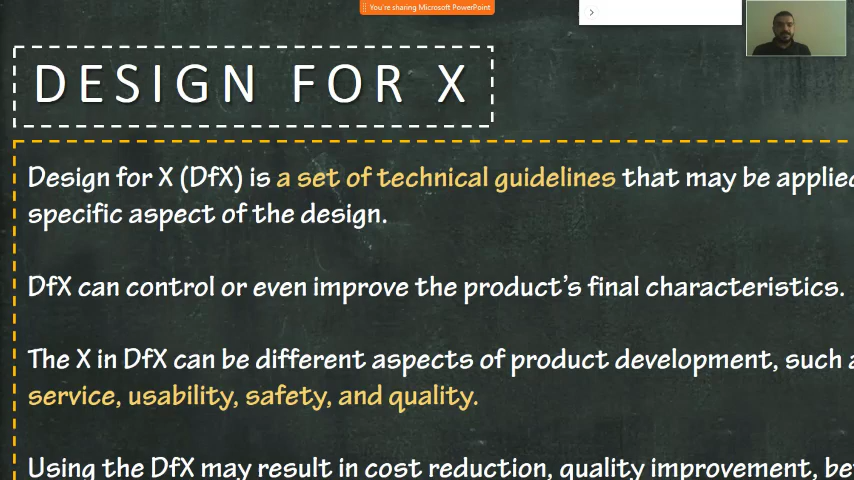 You're sharing Microsoft PowerPoint
DESIGN FOR X
Design for X (DfX) is a set of technical guidelines that may be applied
specific aspect of the design.
DfX can control or even improve the product's final characteristics.
The X in DfX can be different aspects of product development, such
service, usability, safety, and quality.
Using the DfX may result in cost reduction, quality improvement,